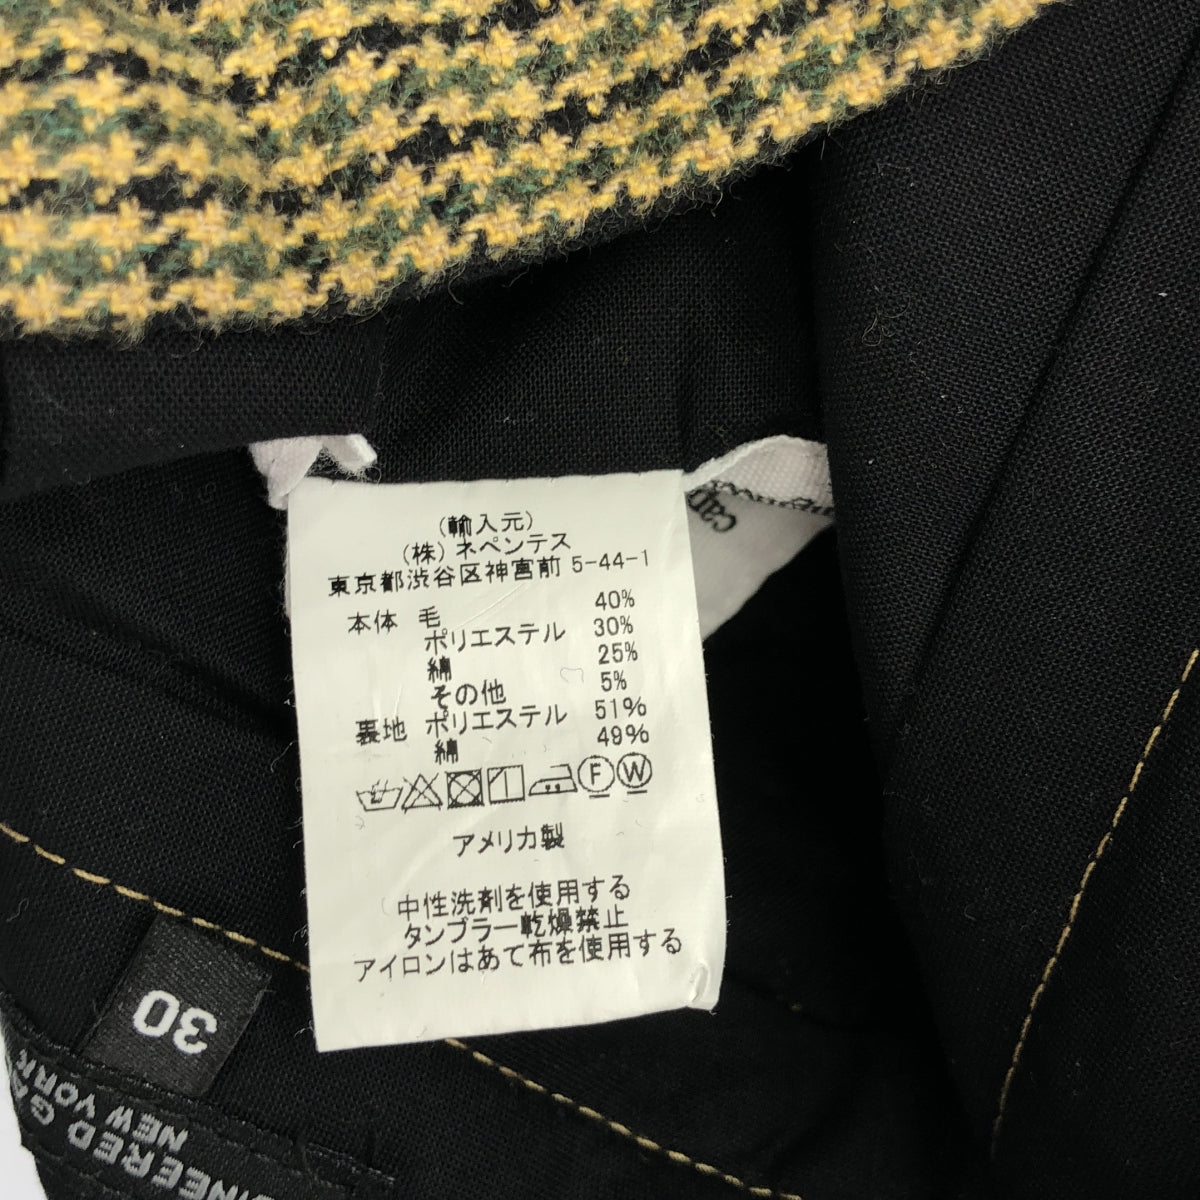 (輸入元)
(株) ネペンテス
東京都渋谷区神宮前 5-44-1
本体 毛 40%
ポリエステル 30%
綿 25%
その他 5%
裏地 ポリエステル 51%
綿 49%
F W
アメリカ製
中性洗剤を使用する
タンブラー乾燥禁止
アイロンはあて布を使用する
30
INEERED GA
NEW YORK